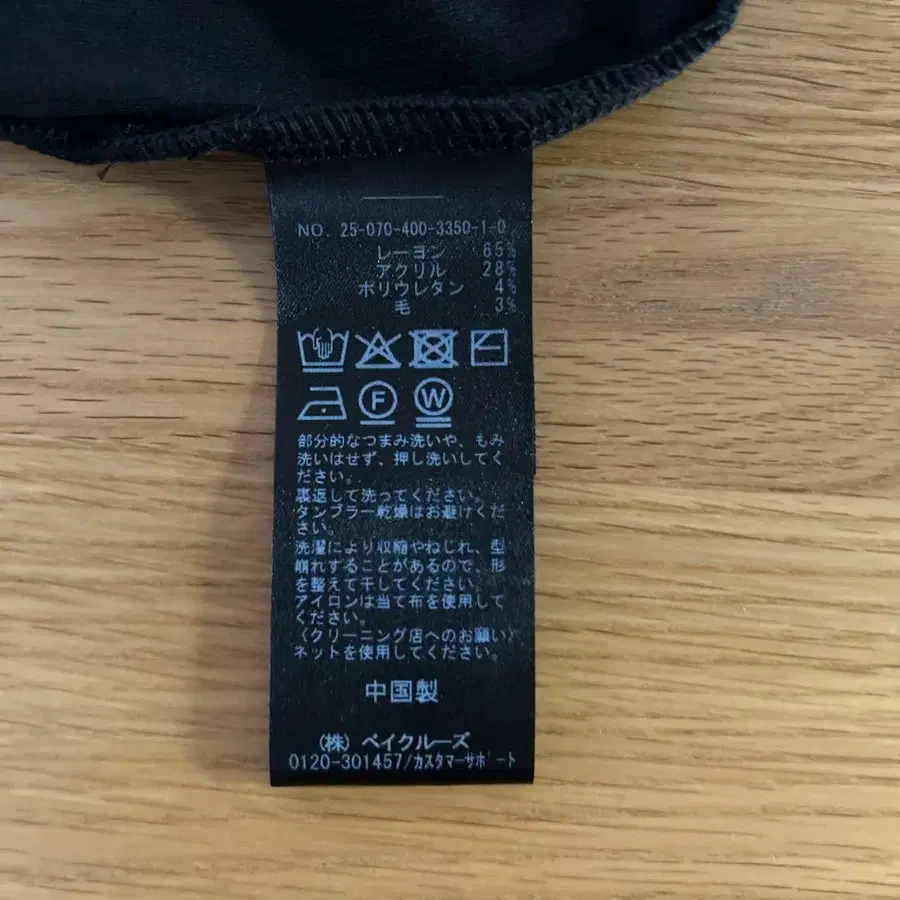 NO. 25-070-400-3350-1-0
レーヨン 65%
アクリル 28%
ポリウレタン 4%
毛 3%
F W
部分的なつまみ洗いや、もみ
洗いはせず、押し洗いしてく
ださい。
裏返して洗ってください。
タンブラー乾燥はお避けくだ
さい。
洗濯により収縮やねじれ、型
崩れすることがあるので、形
を整えて干してください。
アイロンは当て布を使用して
ください。
〈クリーニング店へのお願い〉
ネットを使用してください。
中国製
(株) ベイクルーズ
0120-301457/カスタマーサポート